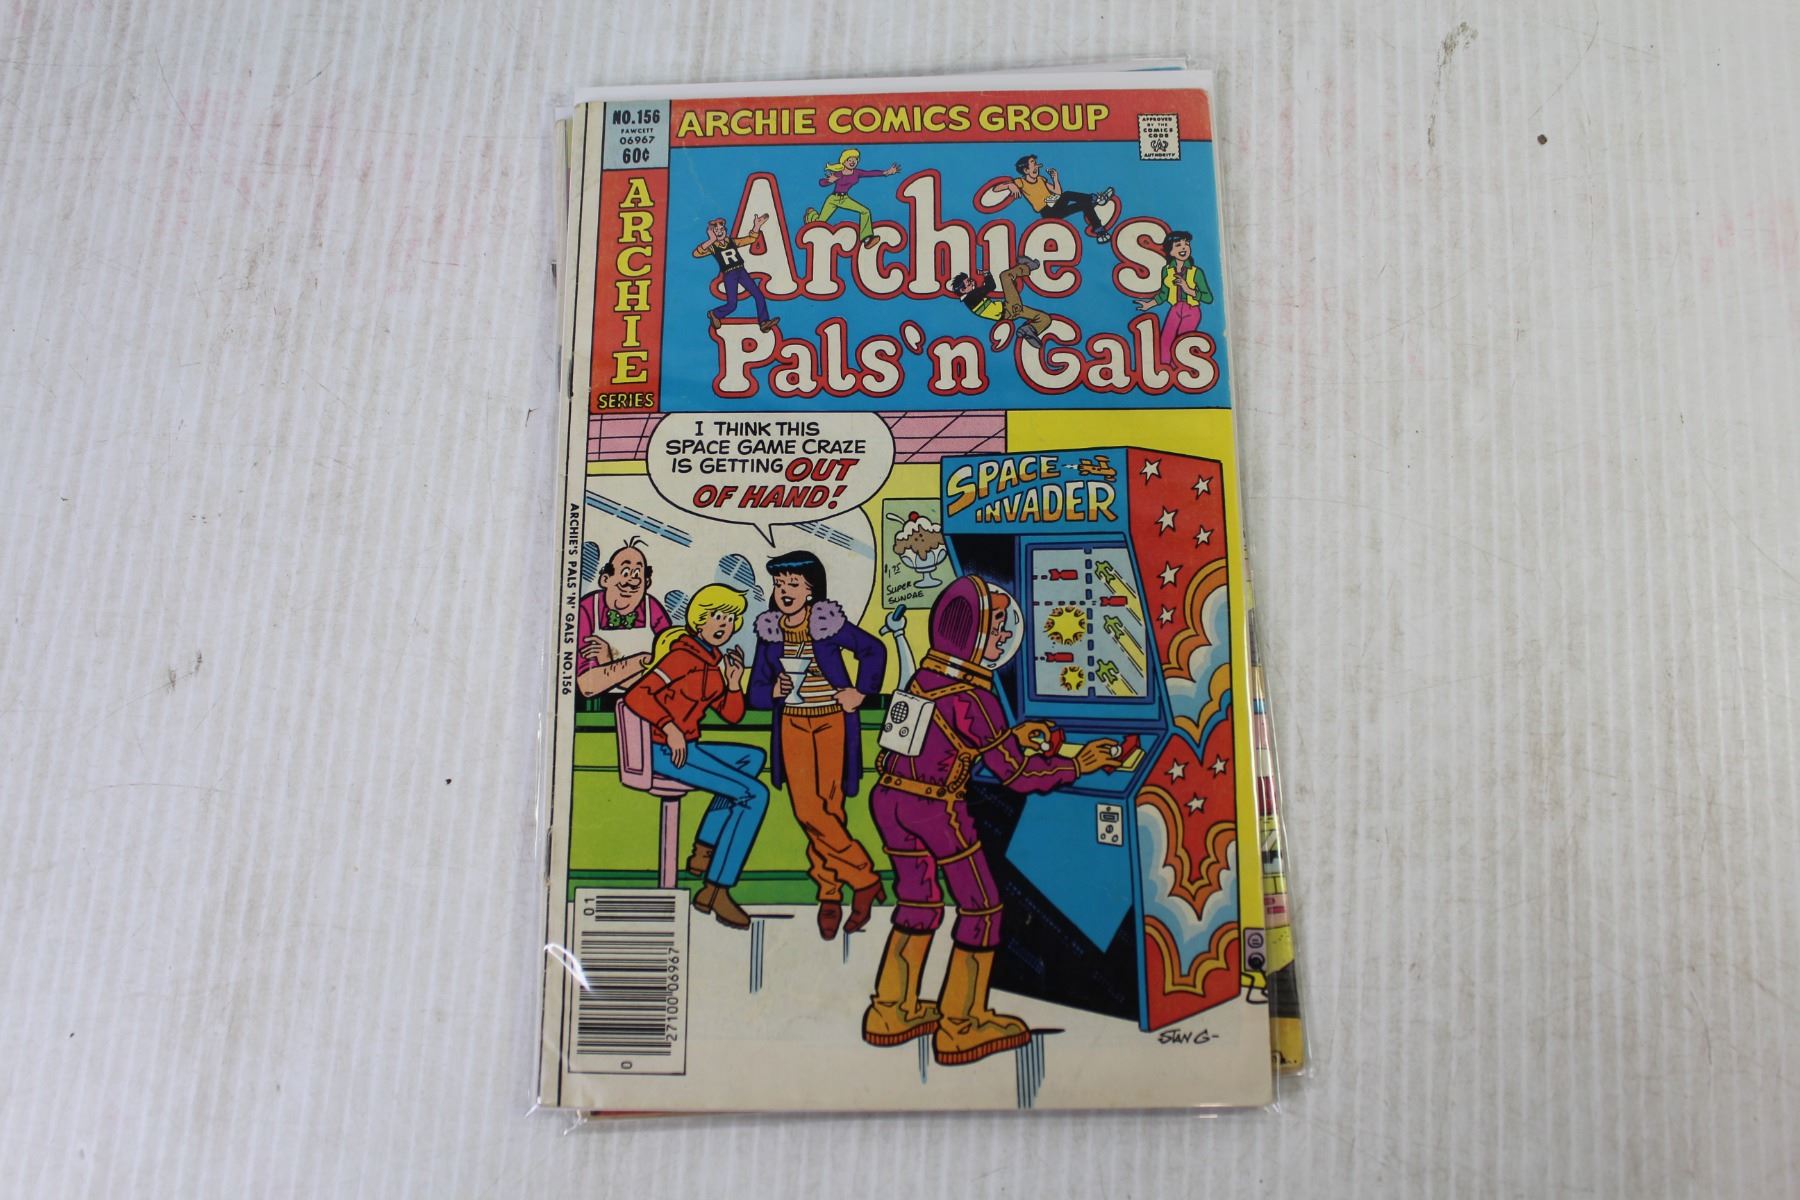 NO.156
FAWCETT
06967
60¢
ARCHIE COMICS GROUP
APPROVED
BY THE
COMICS
CODE
AUTHORITY
ARCHIE
SERIES
Archie's
R
Pals 'n' Gals
I THINK THIS
SPACE GAME CRAZE
IS GETTING OUT
OF HAND!
SPACE
INVADER
$1.25
SUPER
SUNDAE
ARCHIE'S PALS 'N' GALS NO.156
01
27100 06967
0
STAN G-